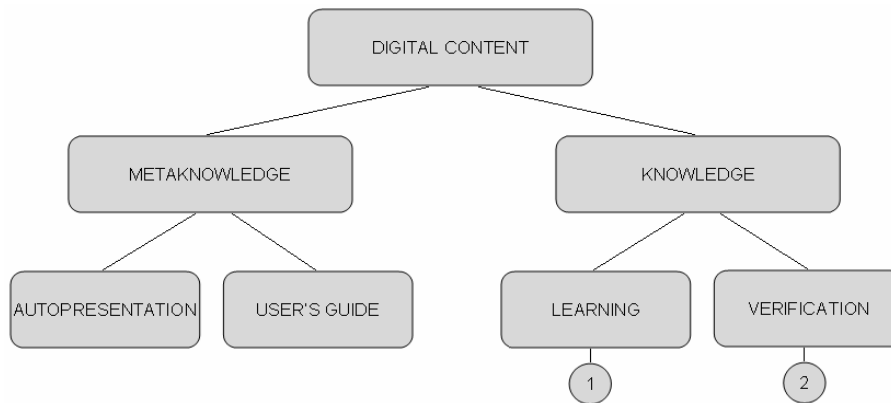 DIGITAL CONTENT
METAKNOWLEDGE
KNOWLEDGE
AUTOPRESENTATION
USER'S GUIDE
LEARNING
VERIFICATION
1
2